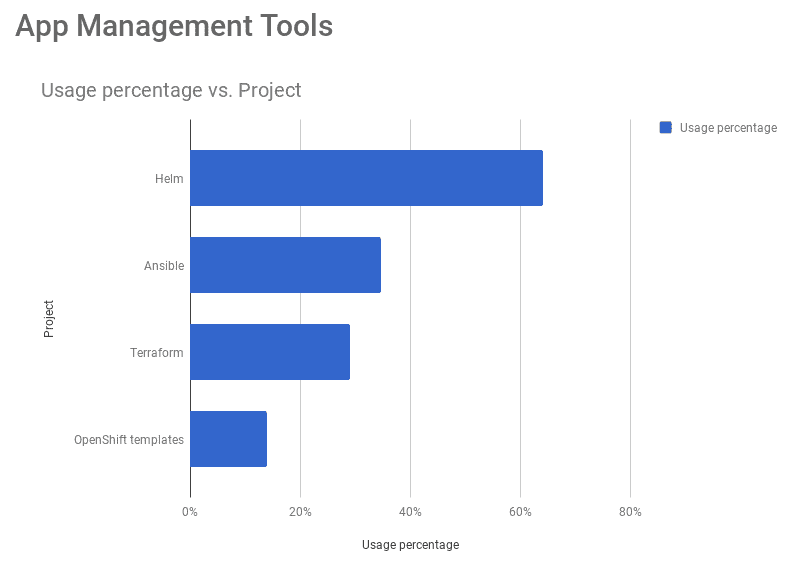 App Management Tools
Usage percentage vs. Project
Usage percentage
Helm
Ansible
Terraform
OpenShift templates
Project
0% 20% 40% 60% 80%
Usage percentage